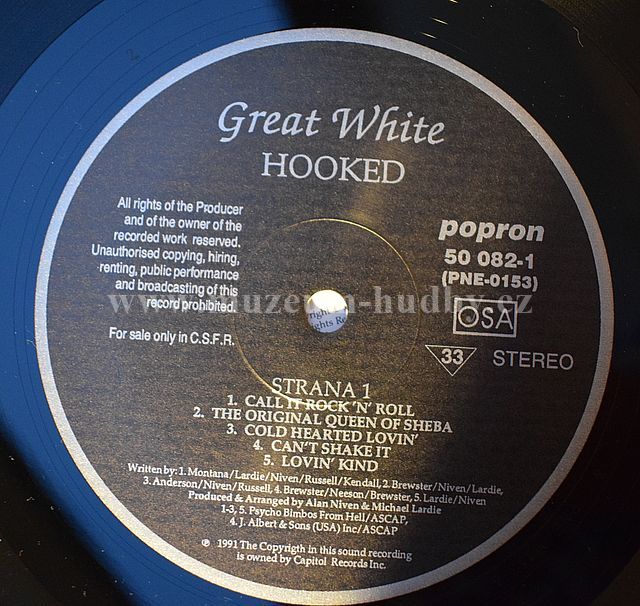 Great White
HOOKED
All rights of the Producer
and of the owner of the
recorded work reserved.
Unauthorised copying, hiring,
-renting, public performance
and broadcasting of this
record prohibited.
For sale only in C.S.F.R.
popron
50 082-1
(PNE-0153)
OSA
33 STEREO
www.muzeum-hudby.cz
STRANA 1
1. CALL IT ROCK 'N' ROLL
2. THE ORIGINAL QUEEN OF SHEBA
3. COLD HEARTED LOVIN'
4. CAN'T SHAKE IT
5. LOVIN' KIND
Written by: 1. Montana/Lardie/Niven/Russell/Kendall, 2. Brewster/Niven/Lardie,
3. Anderson/Niven/Russell, 4. Brewster/Neeson/Brewster, 5. Lardie/Niven
Produced & Arranged by Alan Niven & Michael Lardie
1-3, 5. Psycho Bimbos From Hell/ASCAP,
4. J. Albert & Sons (USA) Inc/ASCAP
℗ 1991 The Copyrigth in this sound recording
is owned by Capitol Records Inc.